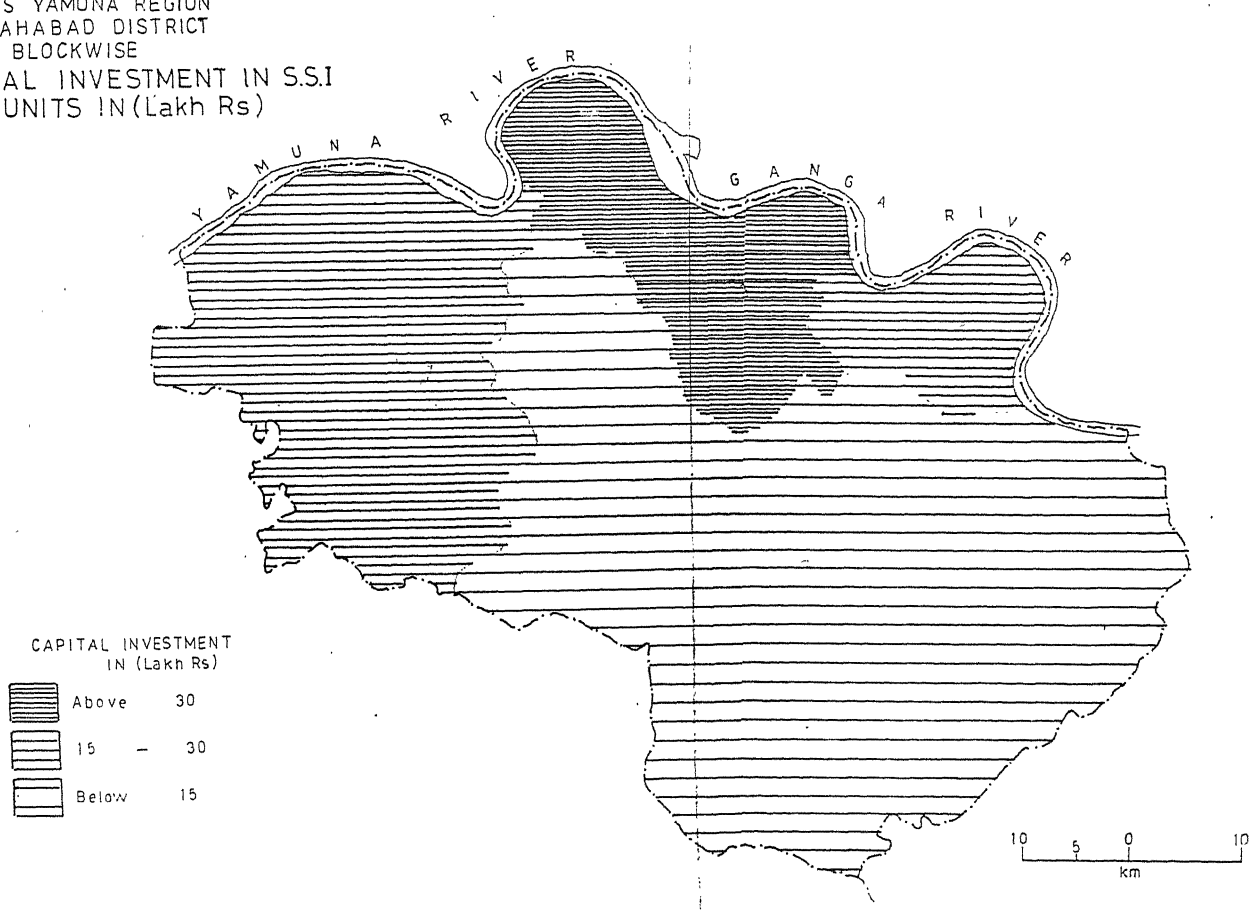 S YAMUNA REGION
AHABAD DISTRICT
BLOCKWISE
AL INVESTMENT IN S.S.I
UNITS IN (Lakh Rs)
YAMUNA RIVER
GANGA RIVER
CAPITAL INVESTMENT
IN (Lakh Rs)
Above 30
15 - 30
Below 15
10 5 0 10
km